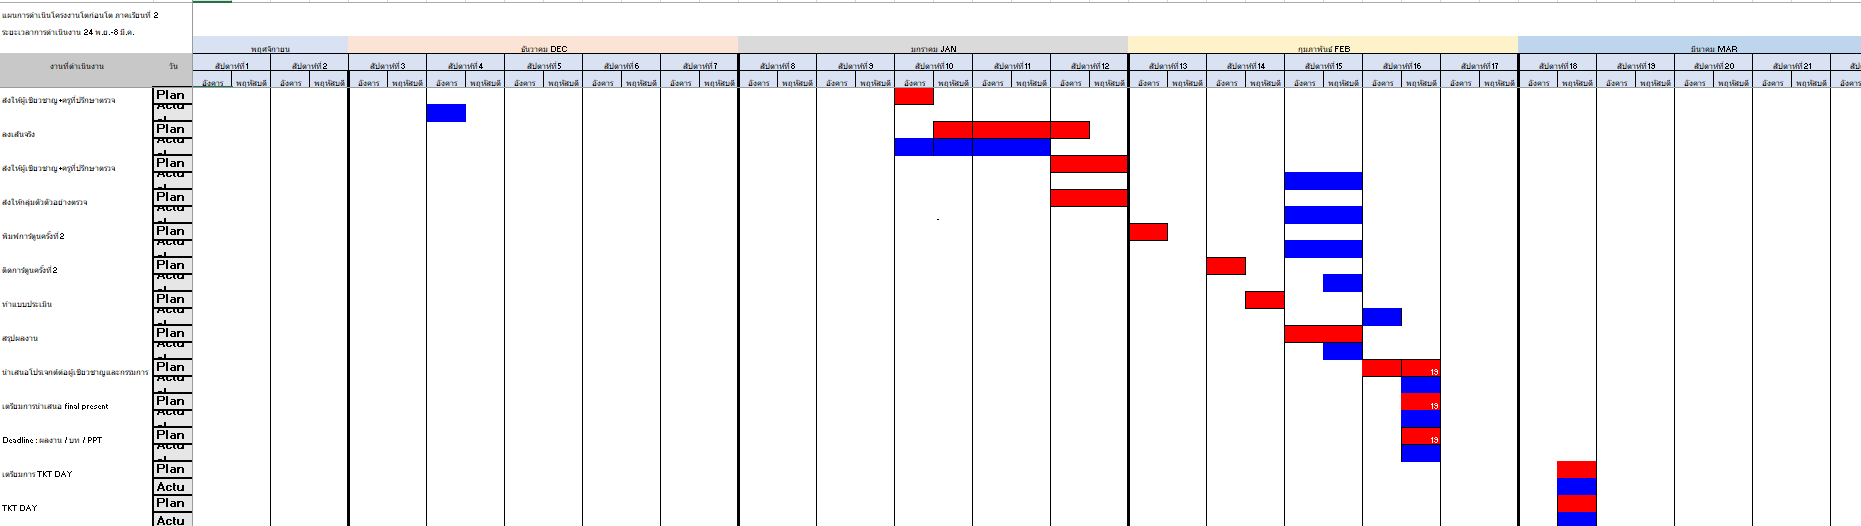 แผนการดำเนินโครงงานโตก่อนโต ภาคเรียนที่ 2
ระยะเวลาการดำเนินงาน 24 พ.ย.-8 มี.ค.
พฤศจิกายน ธันวาคม DEC มกราคม JAN กุมภาพันธ์ FEB มีนาคม MAR
งานที่ดำเนินงาน วัน สัปดาห์ที่ 1 สัปดาห์ที่ 2 สัปดาห์ที่ 3 สัปดาห์ที่ 4 สัปดาห์ที่ 5 สัปดาห์ที่ 6 สัปดาห์ที่ 7 สัปดาห์ที่ 8 สัปดาห์ที่ 9 สัปดาห์ที่ 10 สัปดาห์ที่ 11 สัปดาห์ที่ 12 สัปดาห์ที่ 13 สัปดาห์ที่ 14 สัปดาห์ที่ 15 สัปดาห์ที่ 16 สัปดาห์ที่ 17 สัปดาห์ที่ 18 สัปดาห์ที่ 19 สัปดาห์ที่ 20 สัปดาห์ที่ 21
อังคาร พฤหัสบดี อังคาร พฤหัสบดี อังคาร พฤหัสบดี อังคาร พฤหัสบดี อังคาร พฤหัสบดี อังคาร พฤหัสบดี อังคาร พฤหัสบดี อังคาร พฤหัสบดี อังคาร พฤหัสบดี อังคาร พฤหัสบดี อังคาร พฤหัสบดี อังคาร พฤหัสบดี อังคาร พฤหัสบดี อังคาร พฤหัสบดี อังคาร พฤหัสบดี อังคาร พฤหัสบดี อังคาร พฤหัสบดี อังคาร พฤหัสบดี อังคาร พฤหัสบดี อังคาร พฤหัสบดี อังคาร พฤหัสบดี อังคาร
ส่งให้ผู้เชี่ยวชาญ+ครูที่ปรึกษาตรวจ Plan
Actu
ลงเส้นจริง Plan
Actu
ส่งให้ผู้เชี่ยวชาญ+ครูที่ปรึกษาตรวจ Plan
Actu
ส่งให้กลุ่มตัวตัวอย่างตรวจ Plan
Actu
พิมพ์การ์ตูนครั้งที่ 2 Plan
Actu
ติดการ์ตูนครั้งที่ 2 Plan
Actu
ทำแบบประเมิน Plan
Actu
สรุปผลงาน Plan
Actu
นำเสนอโปรเจกต์ต่อผู้เชี่ยวชาญและกรรมการ Plan 19
Actu
เตรียมการนำเสนอ final present Plan 19
Actu
Deadline : ผลงาน / บท / PPT Plan 19
Actu
เตรียมการ TKT DAY Plan
Actu
TKT DAY Plan
Actu